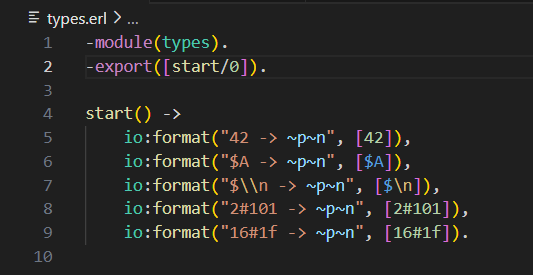 types.erl > ...
1 -module(types).
2 -export([start/0]).
3
4 start() ->
5     io:format("42 -> ~p~n", [42]),
6     io:format("$A -> ~p~n", [$A]),
7     io:format("$\\n -> ~p~n", [$\n]),
8     io:format("2#101 -> ~p~n", [2#101]),
9     io:format("16#1f -> ~p~n", [16#1f]).
10